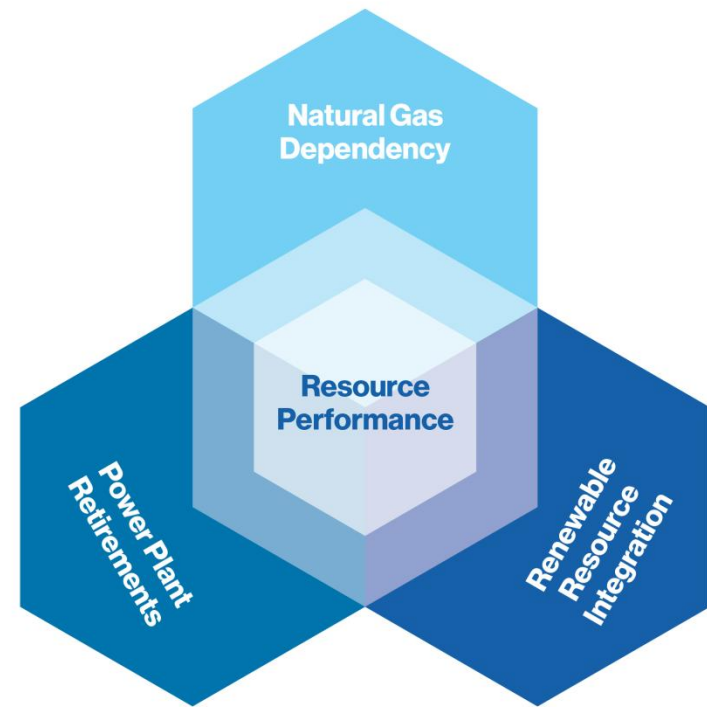 Natural Gas
Dependency
Resource
Performance
Power Plant
Retirements
Renewable
Resource
Integration